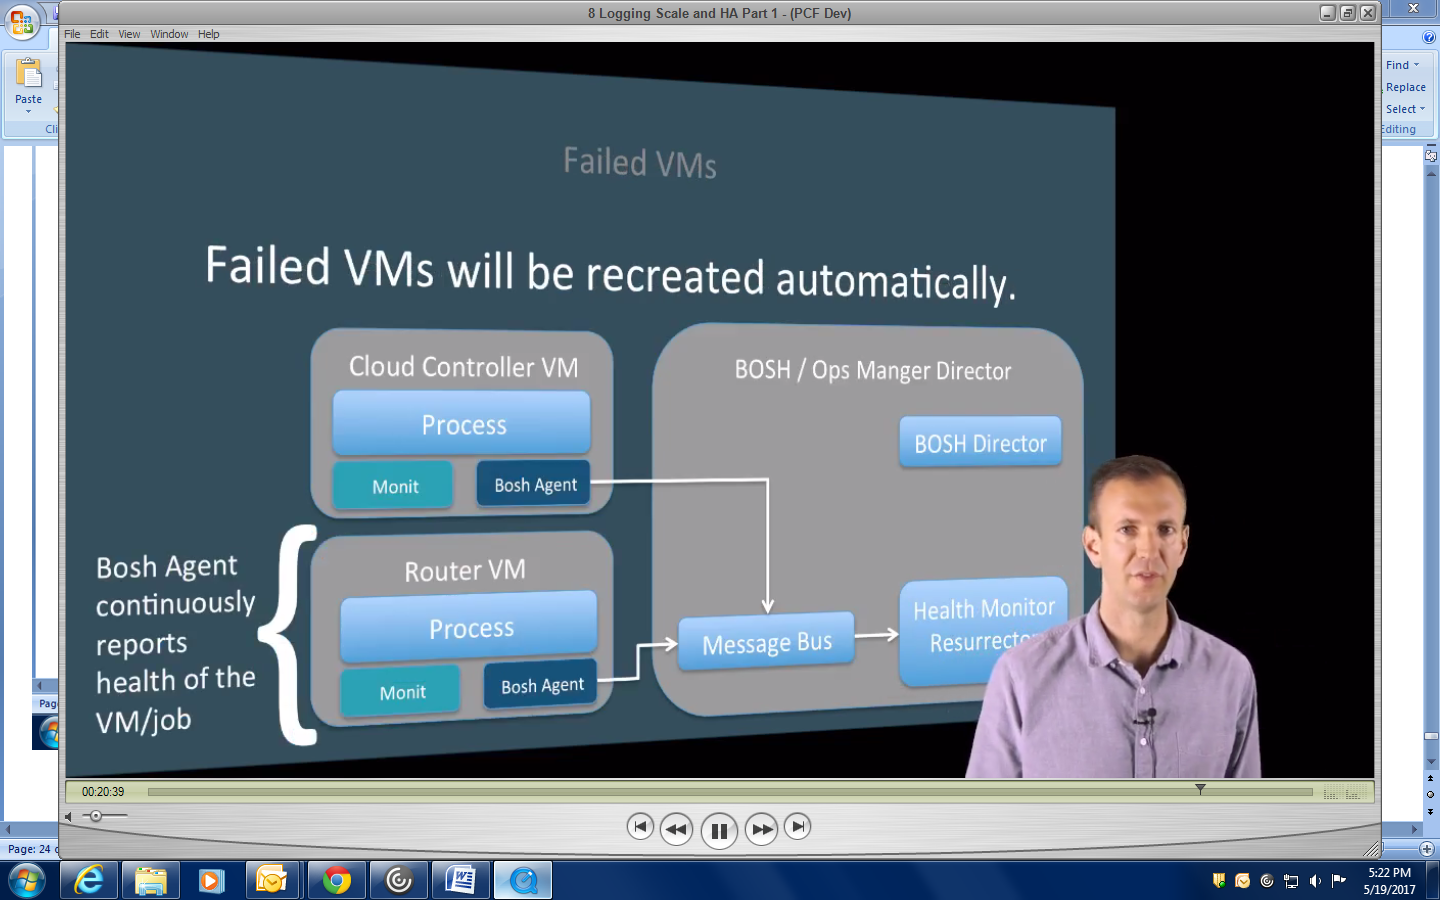 8 Logging Scale and HA Part 1 - (PCF Dev)
File Edit View Window Help
Paste
Find
Replace
Select
Editing
Failed VMs
Failed VMs will be recreated automatically.
Cloud Controller VM
Process
Monit
Bosh Agent
BOSH / Ops Manger Director
BOSH Director
Bosh Agent
continuously
reports
health of the
VM/job
Router VM
Process
Monit
Bosh Agent
Message Bus
Health Monitor
00:20:39
Page: 24
5:22 PM
5/19/2017